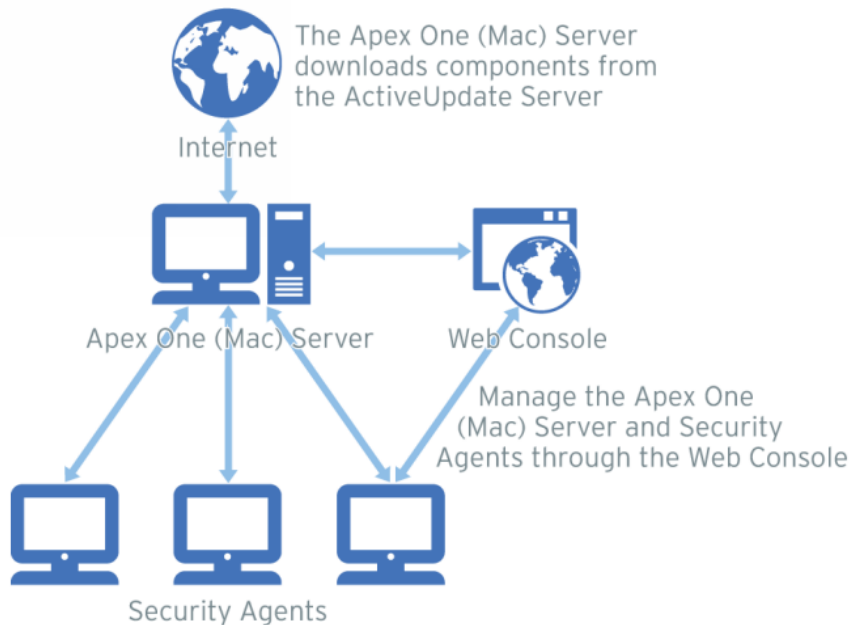 The Apex One (Mac) Server
downloads components from
the ActiveUpdate Server
Internet
Apex One (Mac) Server
Web Console
Manage the Apex One
(Mac) Server and Security
Agents through the Web Console
Security Agents